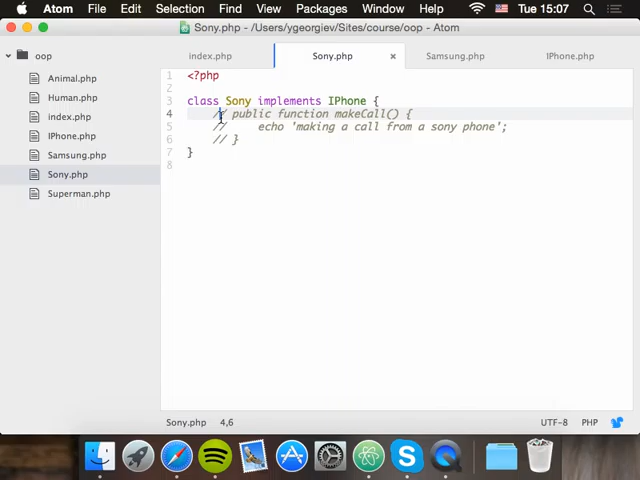 Atom File Edit Selection Find View Packages Window Help Tue 15:07
Sony.php - /Users/ygeorgiev/Sites/course/oop - Atom
oop
Animal.php
Human.php
index.php
IPhone.php
Samsung.php
Sony.php
Superman.php
index.php Sony.php × Samsung.php IPhone.php
1 <?php
2
3 class Sony implements IPhone {
4 // public function makeCall() {
5 // echo 'making a call from a sony phone';
6 // }
7 }
8
Sony.php 4,6 UTF-8 PHP